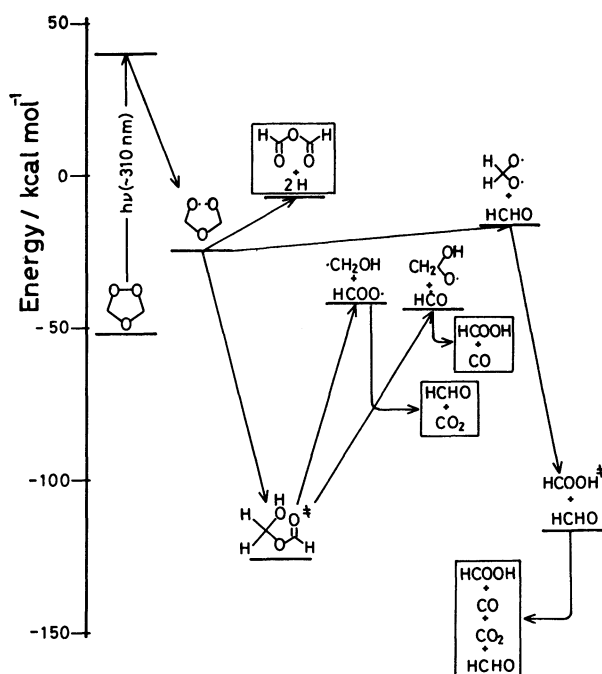 Energy / kcal mol⁻¹
50
0
-50
-100
-150
hν(~310 nm)
O O
O
O· ·O
O
H O H
O O
+
2H
H O·
H O·
+
HCHO
·CH₂OH
+
HCOO·
OH
CH₂
O·
+
HCO
HCOOH
+
CO
HCHO
+
CO₂
H
H O O ‡
H O H
HCOOH‡
+
HCHO
HCOOH
+
CO
+
CO₂
+
HCHO